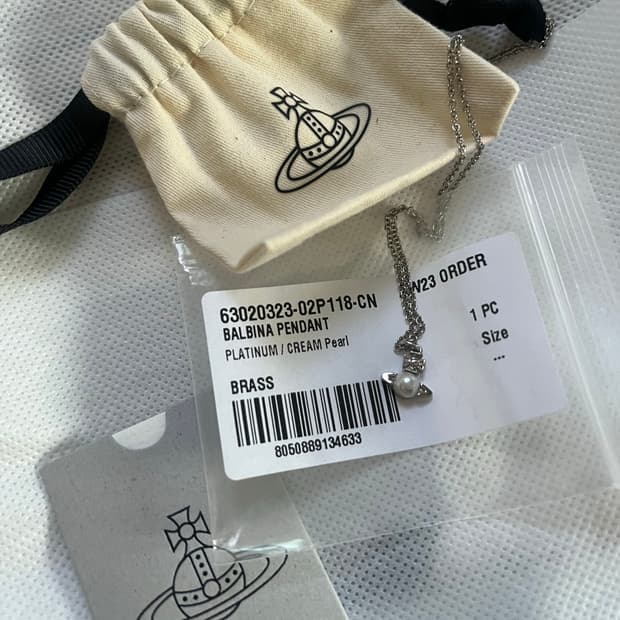 63020323-02P118-CN
W23 ORDER
BALBINA PENDANT
PLATINUM / CREAM Pearl
1 PC
Size
---
BRASS
8050889134633